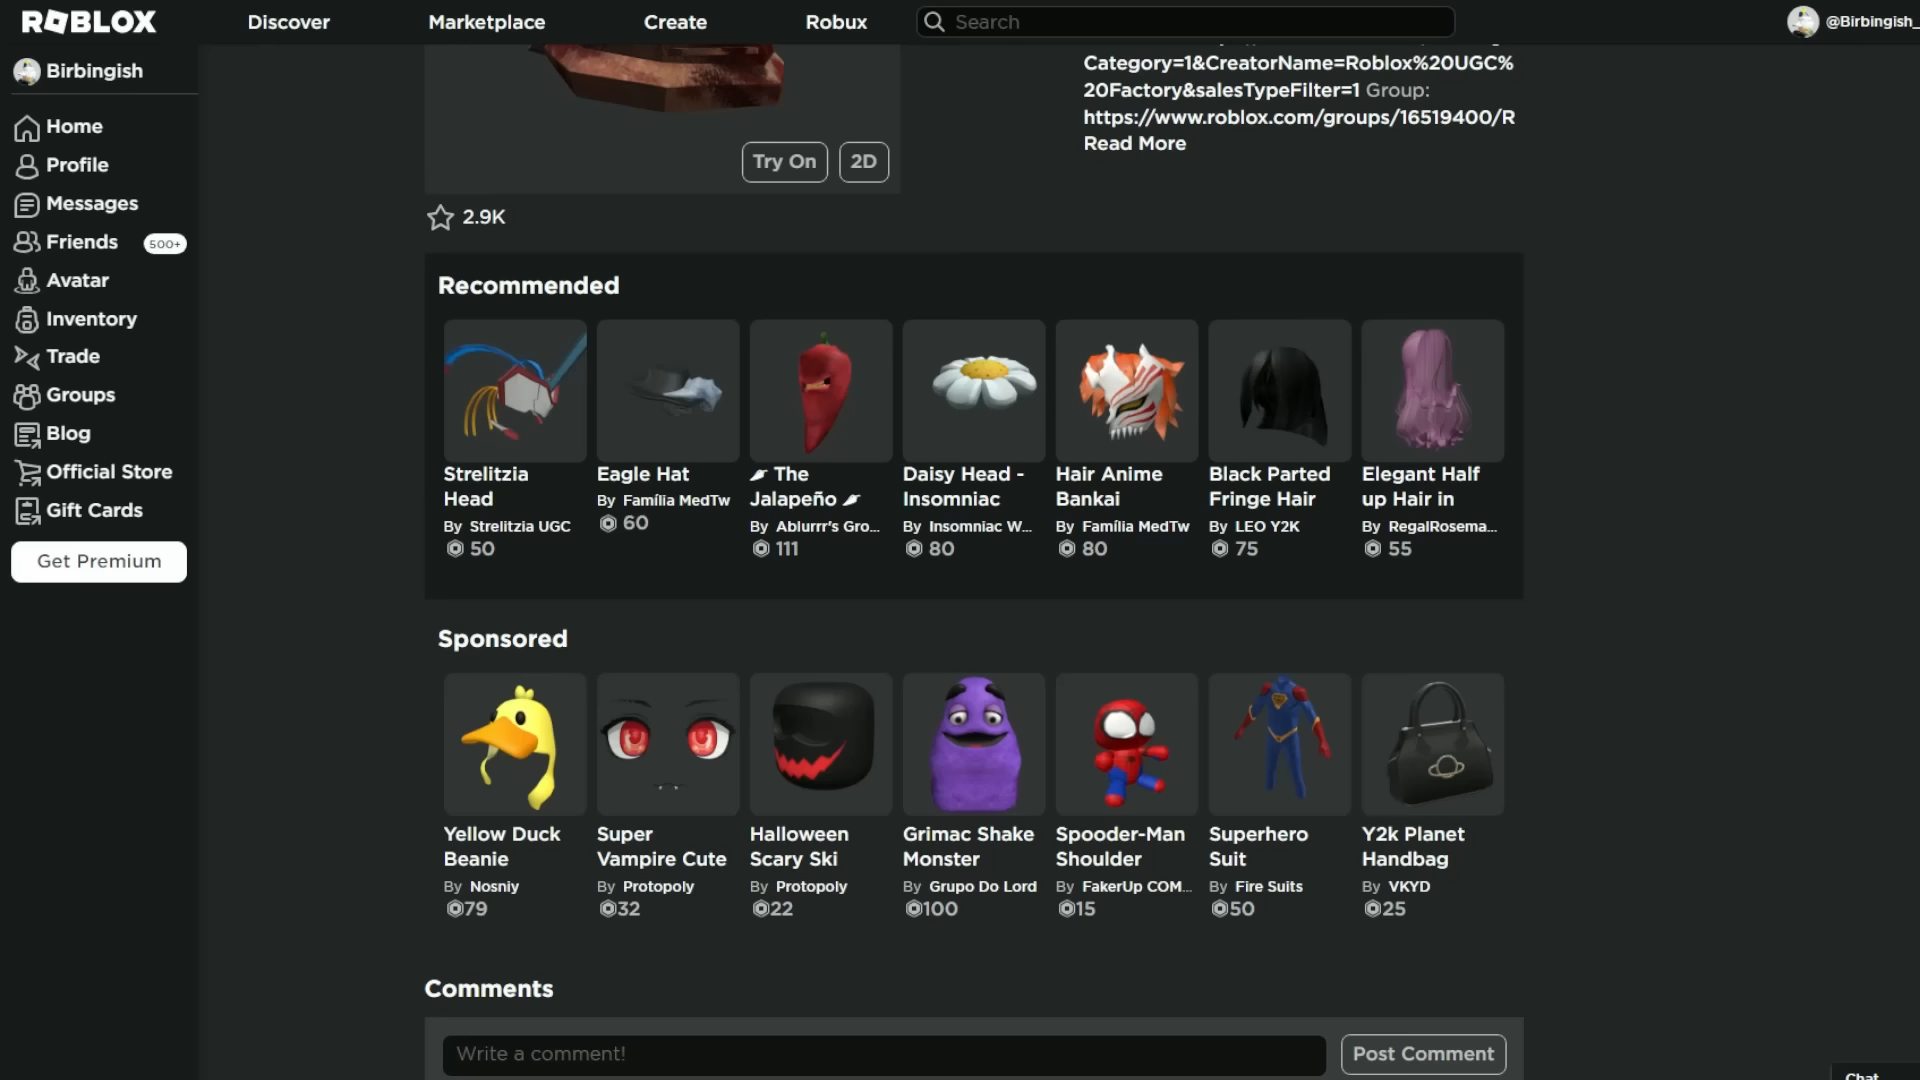 ROBLOX
Discover
Marketplace
Create
Robux
Search
@Birbingish_
Birbingish
Home
Profile
Messages
Friends
500+
Avatar
Inventory
Trade
Groups
Blog
Official Store
Gift Cards
Get Premium
Category=1&CreatorName=Roblox%20UGC%
20Factory&salesTypeFilter=1 Group:
https://www.roblox.com/groups/16519400/R
Read More
Try On
2D
2.9K
Recommended
Strelitzia
Head
By Strelitzia UGC
50
Eagle Hat
By Família MedTw
60
🌶 The
Jalapeño 🌶
By Ablurrr's Gro...
111
Daisy Head -
Insomniac
By Insomniac W...
80
Hair Anime
Bankai
By Família MedTw
80
Black Parted
Fringe Hair
By LEO Y2K
75
Elegant Half
up Hair in
By RegalRosema...
55
Sponsored
Yellow Duck
Beanie
By Nosniy
79
Super
Vampire Cute
By Protopoly
32
Halloween
Scary Ski
By Protopoly
22
Grimac Shake
Monster
By Grupo Do Lord
100
Spooder-Man
Shoulder
By FakerUp COM...
15
Superhero
Suit
By Fire Suits
50
Y2k Planet
Handbag
By VKYD
25
Comments
Write a comment!
Post Comment
Chat